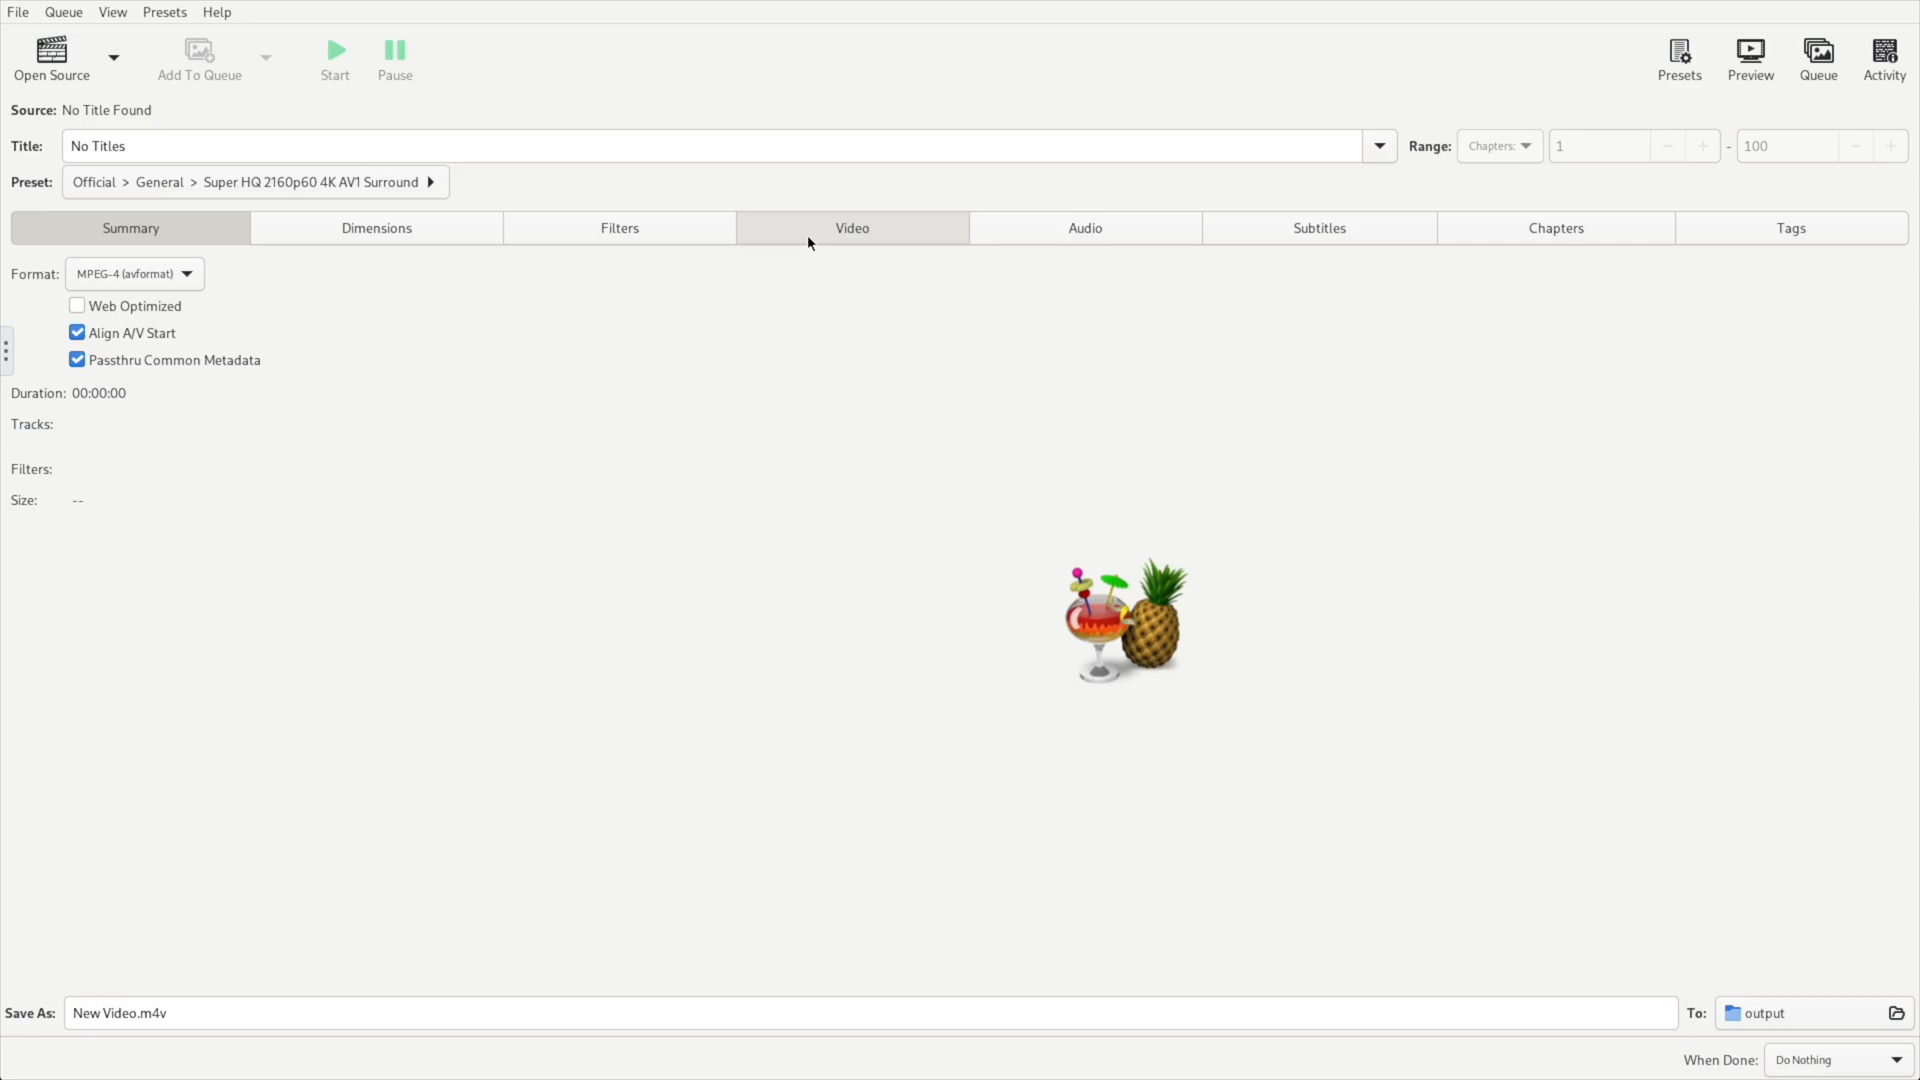 File Queue View Presets Help
Open Source Add To Queue Start Pause Presets Preview Queue Activity
Source: No Title Found
Title: No Titles Range: Chapters: 1 - 100
Preset: Official > General > Super HQ 2160p60 4K AV1 Surround
Summary Dimensions Filters Video Audio Subtitles Chapters Tags
Format: MPEG-4 (avformat)
Web Optimized
Align A/V Start
Passthru Common Metadata
Duration: 00:00:00
Tracks:
Filters:
Size: --
Save As: New Video.m4v To: output
When Done: Do Nothing